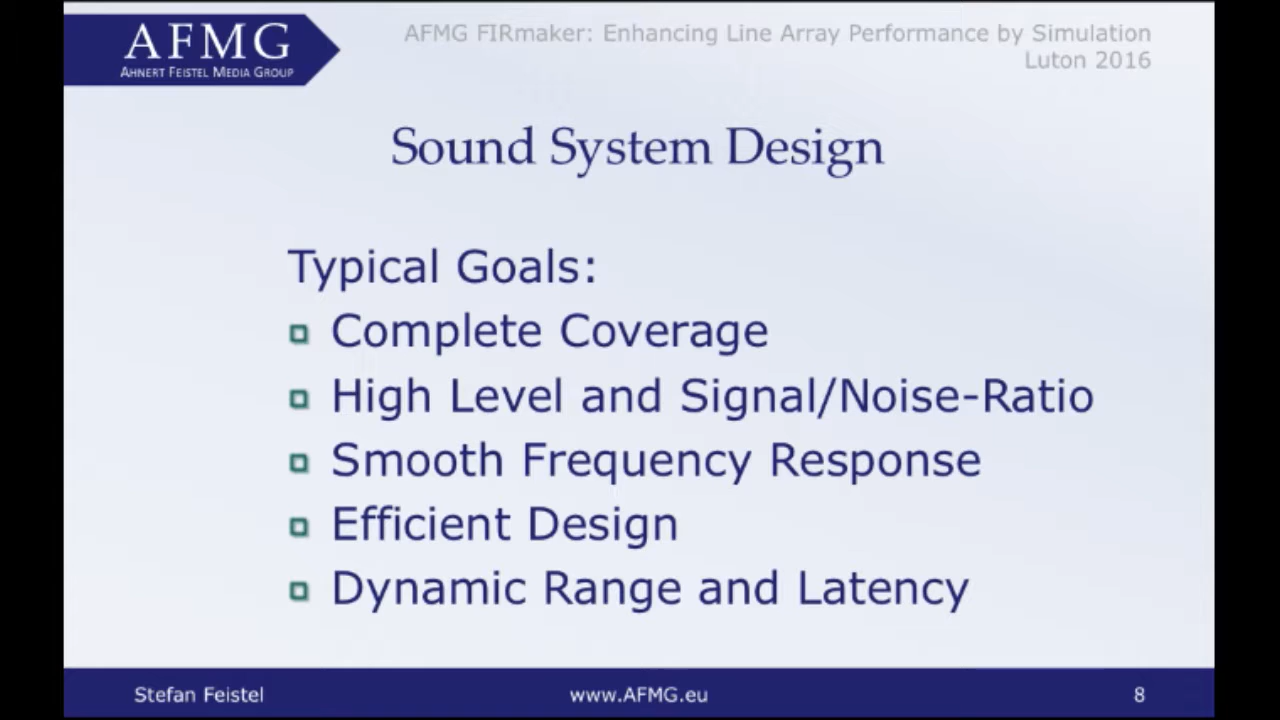 AFMG
AHNERT FEISTEL MEDIA GROUP
AFMG FIRmaker: Enhancing Line Array Performance by Simulation
Luton 2016
Sound System Design
Typical Goals:
Complete Coverage
High Level and Signal/Noise-Ratio
Smooth Frequency Response
Efficient Design
Dynamic Range and Latency
Stefan Feistel
www.AFMG.eu
8